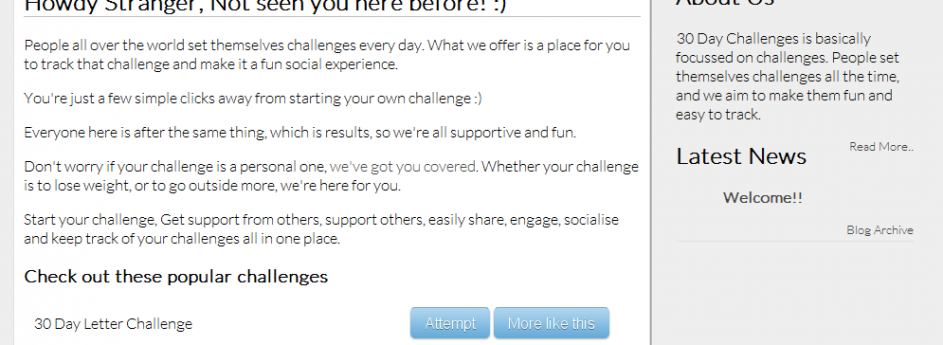 Howdy Stranger, Not seen you here before! :)
People all over the world set themselves challenges every day. What we offer is a place for you
to track that challenge and make it a fun social experience.
You're just a few simple clicks away from starting your own challenge :)
Everyone here is after the same thing, which is results, so we're all supportive and fun.
Don't worry if your challenge is a personal one, we've got you covered. Whether your challenge
is to lose weight, or to go outside more, we're here for you.
Start your challenge, Get support from others, support others, easily share, engage, socialise
and keep track of your challenges all in one place.
Check out these popular challenges
30 Day Letter Challenge
Attempt
More like this
About Us
30 Day Challenges is basically
focussed on challenges. People set
themselves challenges all the time,
and we aim to make them fun and
easy to track.
Read More..
Latest News
Welcome!!
Blog Archive